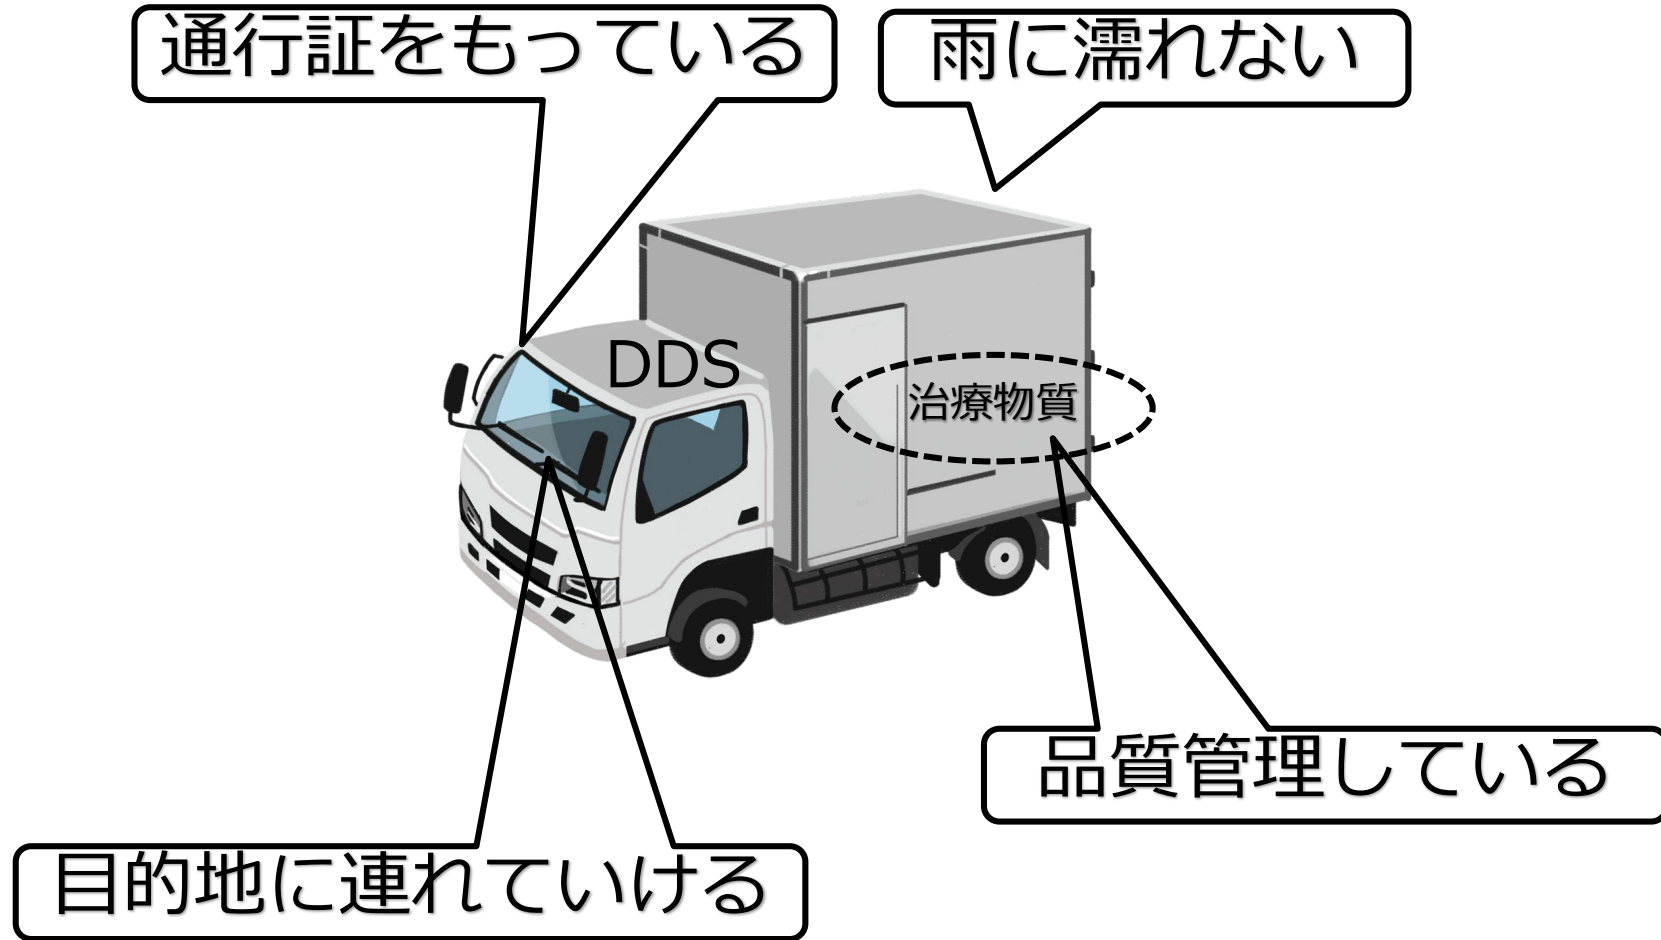 通行証をもっている
雨に濡れない
DDS
治療物質
品質管理している
目的地に連れていける